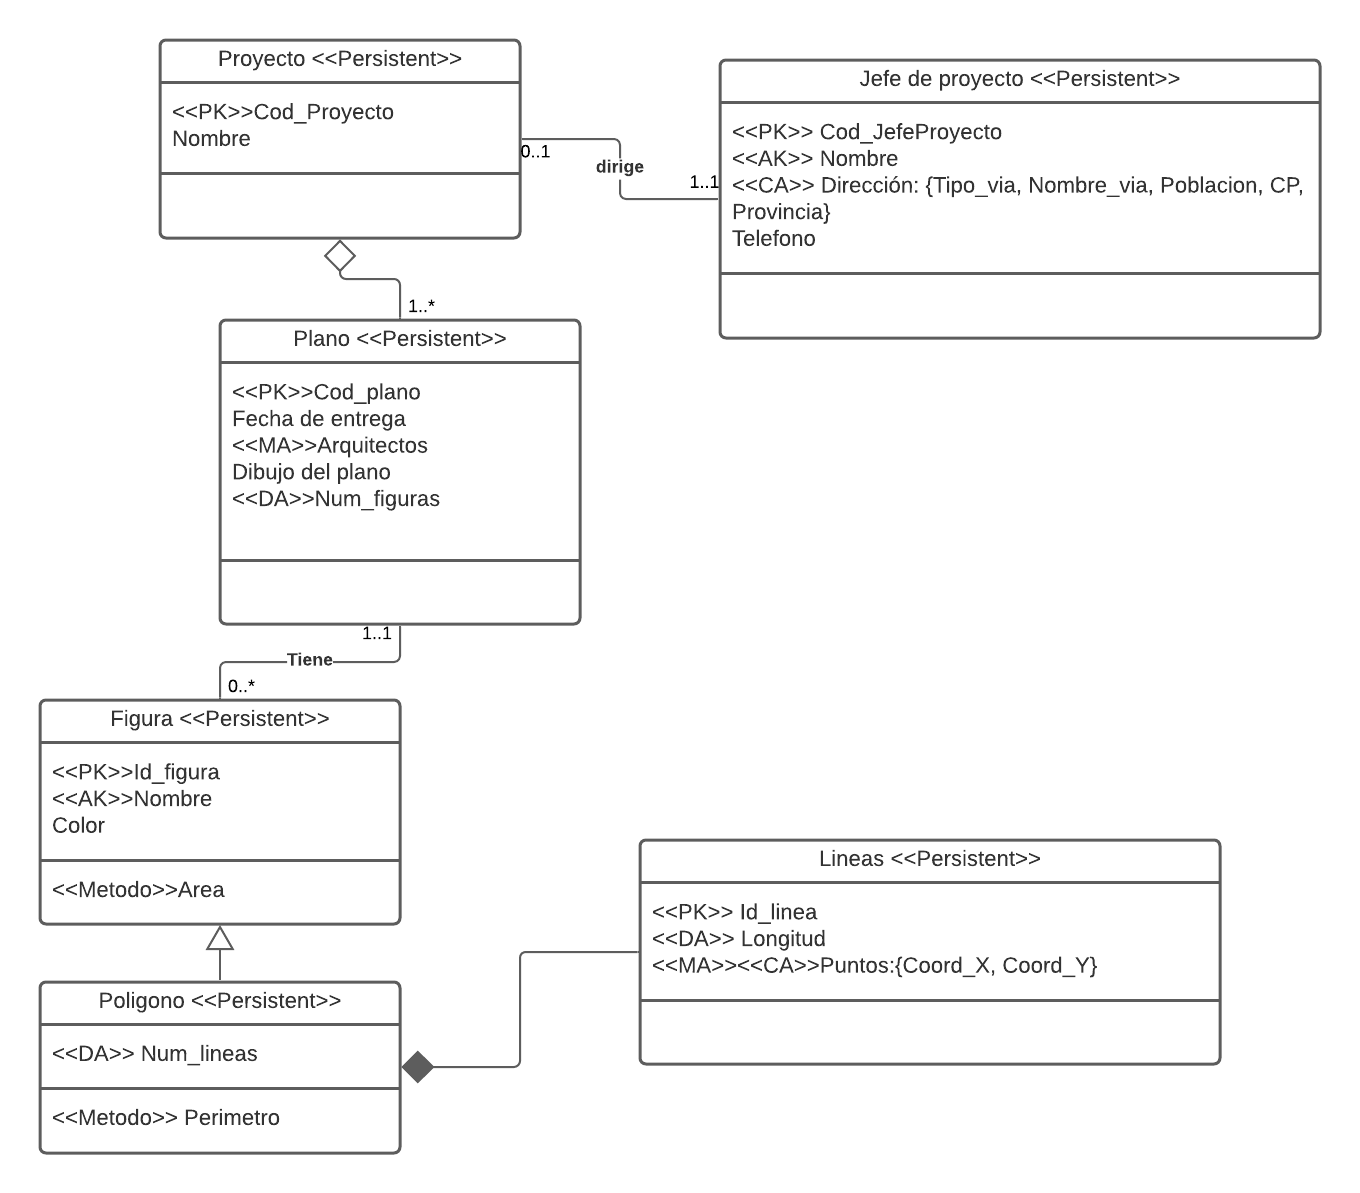 Proyecto <<Persistent>>
<<PK>>Cod_Proyecto
Nombre
0..1
dirige
1..1
Jefe de proyecto <<Persistent>>
<<PK>> Cod_JefeProyecto
<<AK>> Nombre
<<CA>> Dirección: {Tipo_via, Nombre_via, Poblacion, CP,
Provincia}
Telefono
1..*
Plano <<Persistent>>
<<PK>>Cod_plano
Fecha de entrega
<<MA>>Arquitectos
Dibujo del plano
<<DA>>Num_figuras
1..1
Tiene
0..*
Figura <<Persistent>>
<<PK>>Id_figura
<<AK>>Nombre
Color
<<Metodo>>Area
Lineas <<Persistent>>
<<PK>> Id_linea
<<DA>> Longitud
<<MA>><<CA>>Puntos:{Coord_X, Coord_Y}
Poligono <<Persistent>>
<<DA>> Num_lineas
<<Metodo>> Perimetro